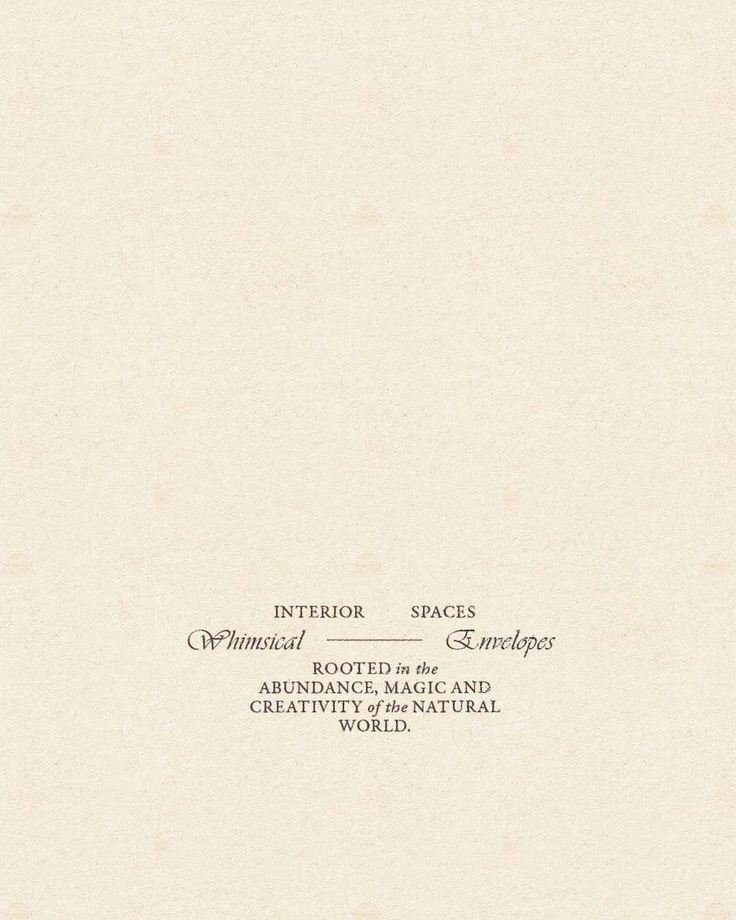 INTERIOR SPACES
Whimsical Envelopes
ROOTED in the
ABUNDANCE, MAGIC AND
CREATIVITY of the NATURAL
WORLD.